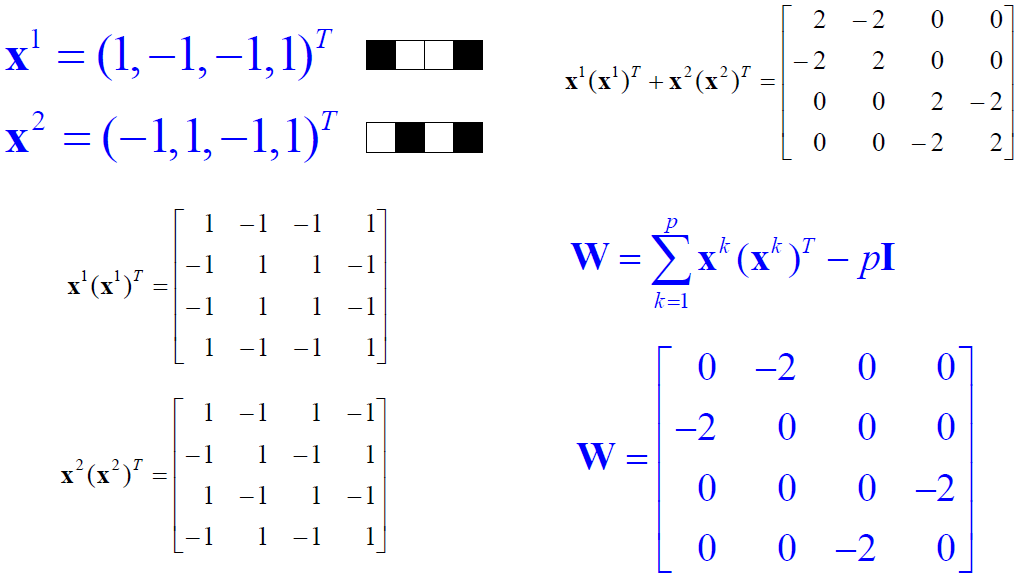 x¹ = (1, −1, −1, 1)ᵀ
x² = (−1, 1, −1, 1)ᵀ
x¹(x¹)ᵀ = [ 1 −1 −1 1
−1 1 1 −1
−1 1 1 −1
1 −1 −1 1 ]
x²(x²)ᵀ = [ 1 −1 1 −1
−1 1 −1 1
1 −1 1 −1
−1 1 −1 1 ]
x¹(x¹)ᵀ + x²(x²)ᵀ = [ 2 −2 0 0
−2 2 0 0
0 0 2 −2
0 0 −2 2 ]
W = ∑ₖ₌₁ᵖ xᵏ(xᵏ)ᵀ − pI
W = [ 0 −2 0 0
−2 0 0 0
0 0 0 −2
0 0 −2 0 ]